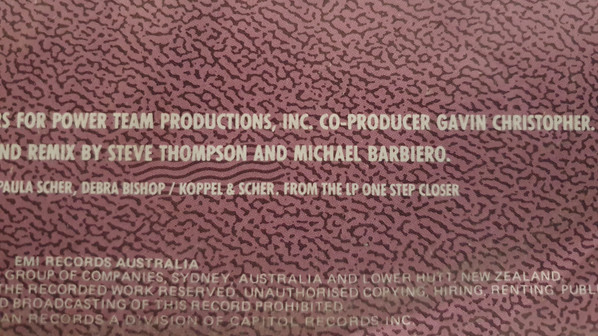 RS FOR POWER TEAM PRODUCTIONS, INC. CO-PRODUCER GAVIN CHRISTOPHER.
ND REMIX BY STEVE THOMPSON AND MICHAEL BARBIERO.
PAULA SCHER, DEBRA BISHOP / KOPPEL & SCHER. FROM THE LP ONE STEP CLOSER
EMI RECORDS AUSTRALIA
GROUP OF COMPANIES, SYDNEY, AUSTRALIA AND LOWER HUTT, NEW ZEALAND.
THE RECORDED WORK RESERVED. UNAUTHORISED COPYING, HIRING, RENTING PUBL
D BROADCASTING OF THIS RECORD PROHIBITED
AN RECORDS A DIVISION OF CAPITOL RECORDS INC.